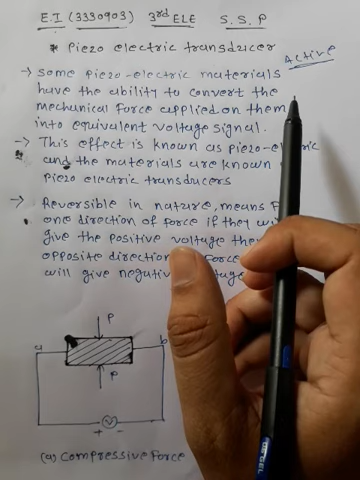 E.I (3330903) 3rd ELE S. S. P
* Piezo electric transducer
Active
→ Some piezo-electric materials
have the ability to convert the
mechanical force applied on them
into equivalent voltage signal.
→ This effect is known as piezo-electric
and the materials are known
Piezo electric transducers
→ Reversible in nature, means
one direction of force if they
give the positive voltage
opposite direction force
will give negative
P
a
b
P
V
+ -
(a) Compressive Force